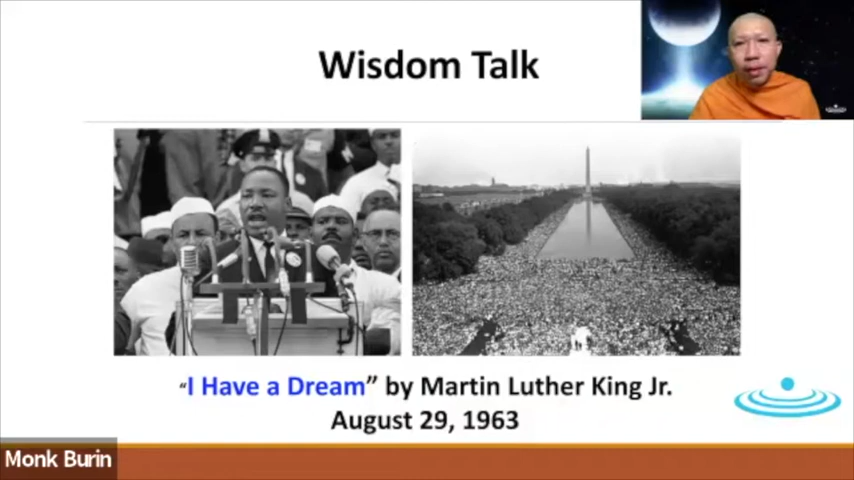 Wisdom Talk
"I Have a Dream" by Martin Luther King Jr.
August 29, 1963
Monk Burin